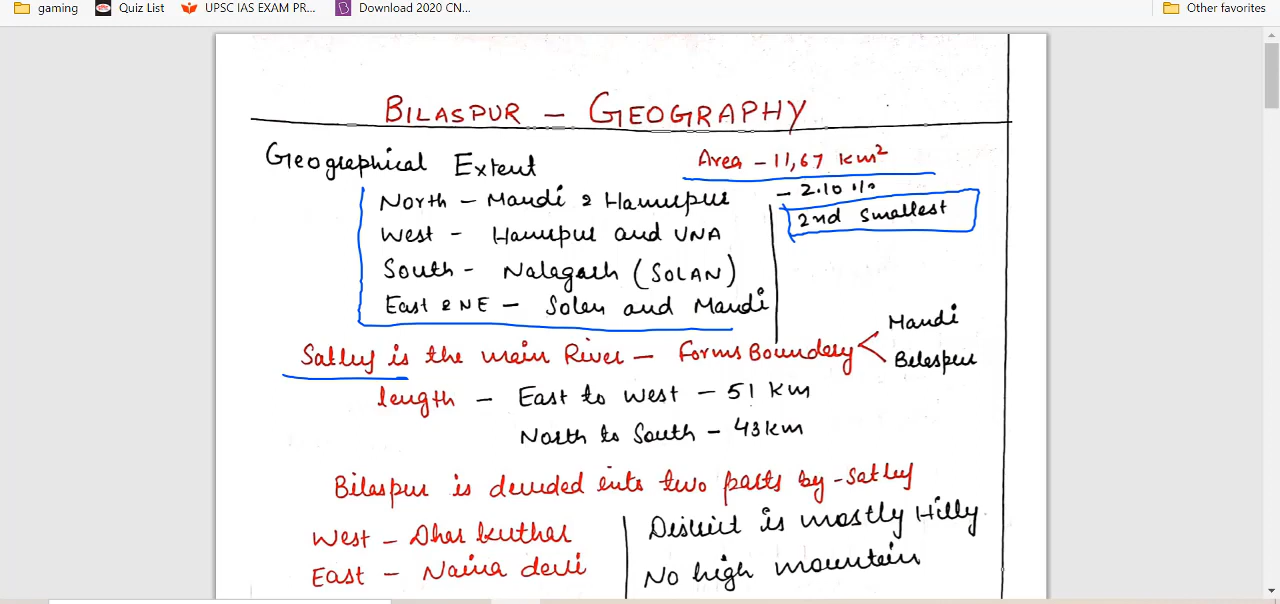 gaming Quiz List UPSC IAS EXAM PR... Download 2020 CN... Other favorites
BILASPUR - GEOGRAPHY
Geographical Extent
Area - 11,67 km²
- 2.10 %
2nd Smallest
North - Mandi & Hamirpur
West - Hamirpur and UNA
South - Nalagarh (SOLAN)
East & NE - Solan and Mandi
Satluj is the main River - Forms Boundary
Mandi
Bilaspur
length - East to West - 51 km
North to South - 43 km
Bilaspur is divided into two parts by - Satluj
West - Dhar kuthar
East - Naina devi
District is mostly Hilly
No high mountain